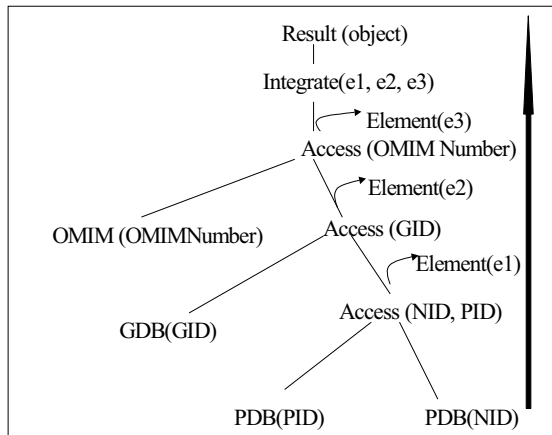 Result (object)
Integrate(e1, e2, e3)
Element(e3)
Access (OMIM Number)
Element(e2)
OMIM (OMIMNumber)
Access (GID)
Element(e1)
Access (NID, PID)
GDB(GID)
PDB(PID)
PDB(NID)